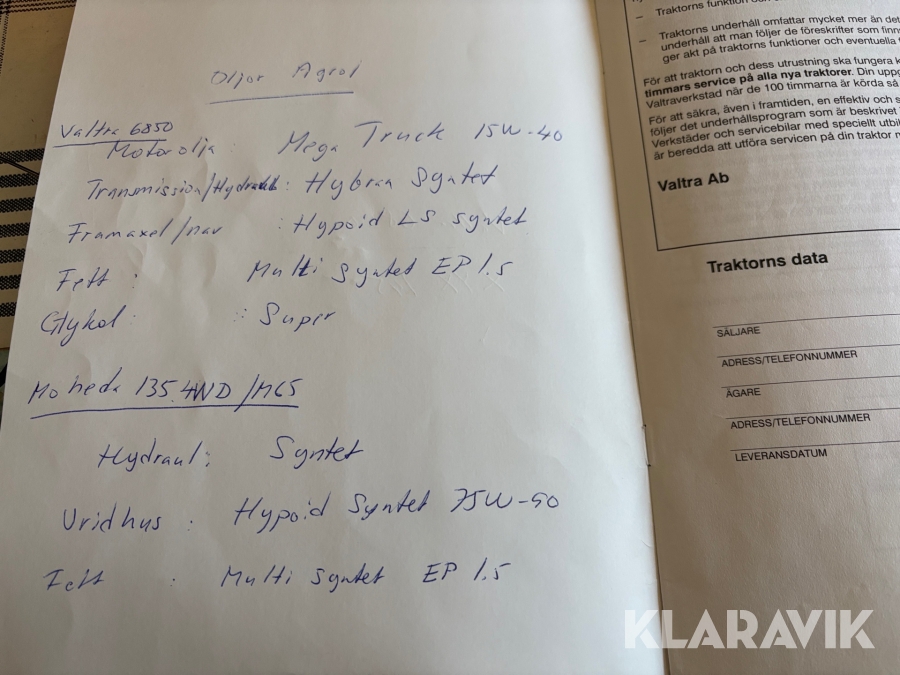 Oljor Agrol
Valtra 6850
Motorolja : Mega Truck 15W-40
Transmission/Hydraul : Hybran Syntet
Framaxel/nav : Hypoid LS syntet
Fett : Multi Syntet EP 1.5
Glykol : Super
Moheda 135.4WD/M65
Hydraul : Syntet
Vridhus : Hypoid Syntet 75W-90
Fett : Multi syntet EP 1.5
– Traktorns funktion och
– Traktorns underhåll omfattar mycket mer än det
underhåll att man följer de föreskrifter som finns
ger akt på traktorns funktioner och eventuella
För att traktorn och dess utrustning ska fungera
timmars service på alla nya traktorer. Din uppg
Valtraverkstad när de 100 timmarna är körda så
För att säkra, även i framtiden, en effektiv och s
följer det underhållsprogram som är beskrivet
Verkstäder och servicebilar med speciellt utbil
är beredda att utföra servicen på din traktor
Valtra Ab
Traktorns data
SÄLJARE
ADRESS/TELEFONNUMMER
ÄGARE
ADRESS/TELEFONNUMMER
LEVERANSDATUM
KLARAVIK